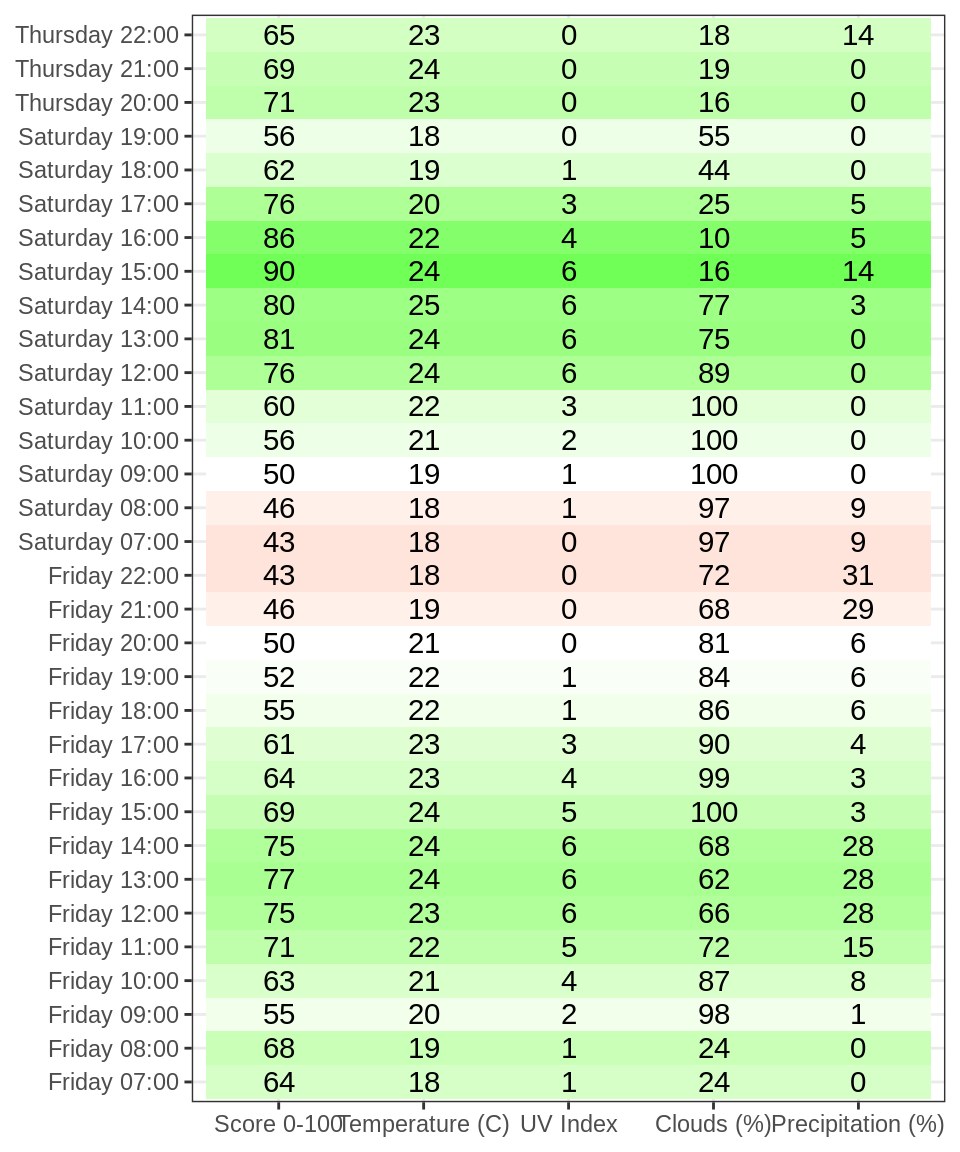 Thursday 22:00 65 23 0 18 14
Thursday 21:00 69 24 0 19 0
Thursday 20:00 71 23 0 16 0
Saturday 19:00 56 18 0 55 0
Saturday 18:00 62 19 1 44 0
Saturday 17:00 76 20 3 25 5
Saturday 16:00 86 22 4 10 5
Saturday 15:00 90 24 6 16 14
Saturday 14:00 80 25 6 77 3
Saturday 13:00 81 24 6 75 0
Saturday 12:00 76 24 6 89 0
Saturday 11:00 60 22 3 100 0
Saturday 10:00 56 21 2 100 0
Saturday 09:00 50 19 1 100 0
Saturday 08:00 46 18 1 97 9
Saturday 07:00 43 18 0 97 9
Friday 22:00 43 18 0 72 31
Friday 21:00 46 19 0 68 29
Friday 20:00 50 21 0 81 6
Friday 19:00 52 22 1 84 6
Friday 18:00 55 22 1 86 6
Friday 17:00 61 23 3 90 4
Friday 16:00 64 23 4 99 3
Friday 15:00 69 24 5 100 3
Friday 14:00 75 24 6 68 28
Friday 13:00 77 24 6 62 28
Friday 12:00 75 23 6 66 28
Friday 11:00 71 22 5 72 15
Friday 10:00 63 21 4 87 8
Friday 09:00 55 20 2 98 1
Friday 08:00 68 19 1 24 0
Friday 07:00 64 18 1 24 0
Score 0-100 Temperature (C) UV Index Clouds (%) Precipitation (%)